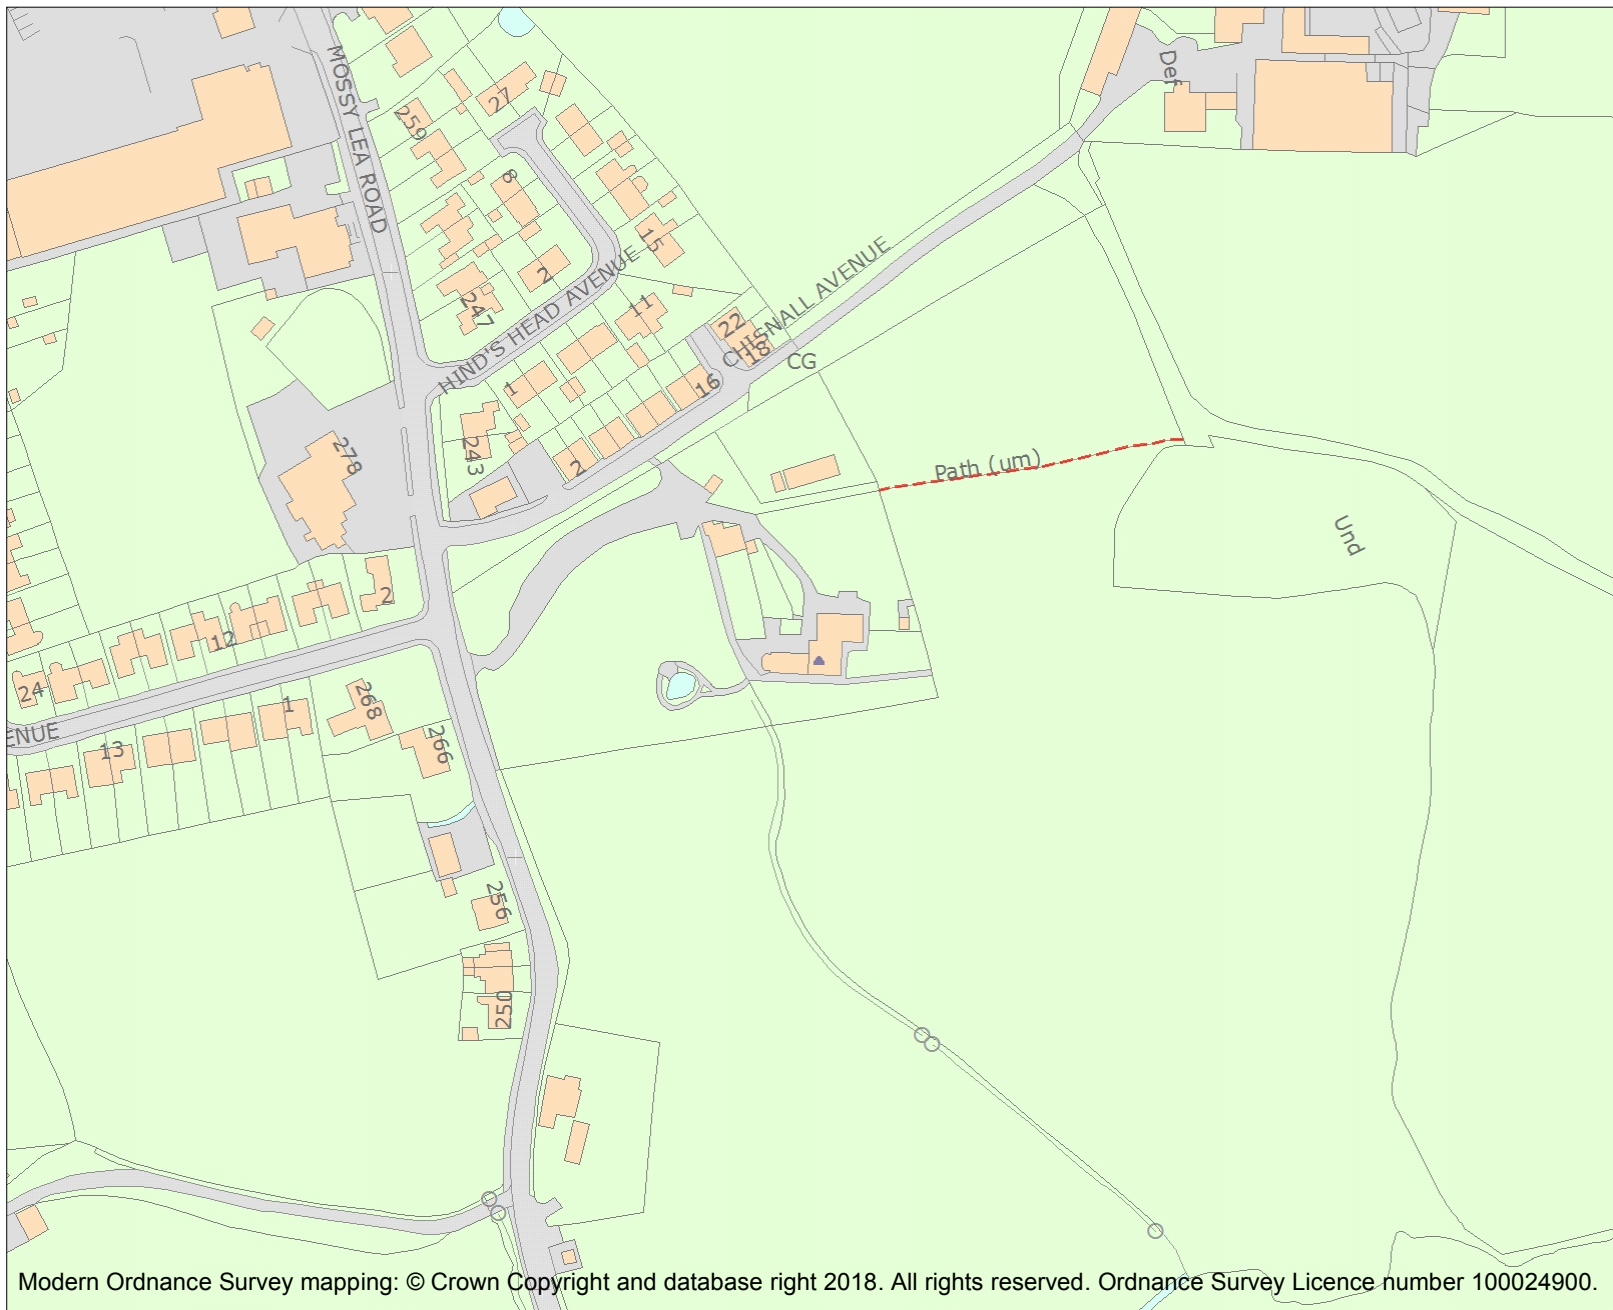 MOSSY LEA ROAD
Def
27
259
8
15
2
247
HIND'S HEAD AVENUE
11
22
CHISNALL AVENUE
18
CG
1
16
243
278
2
Path (um)
Und
2
12
24
268
1
ENUE
266
13
256
250
Modern Ordnance Survey mapping: © Crown Copyright and database right 2018. All rights reserved. Ordnance Survey Licence number 100024900.